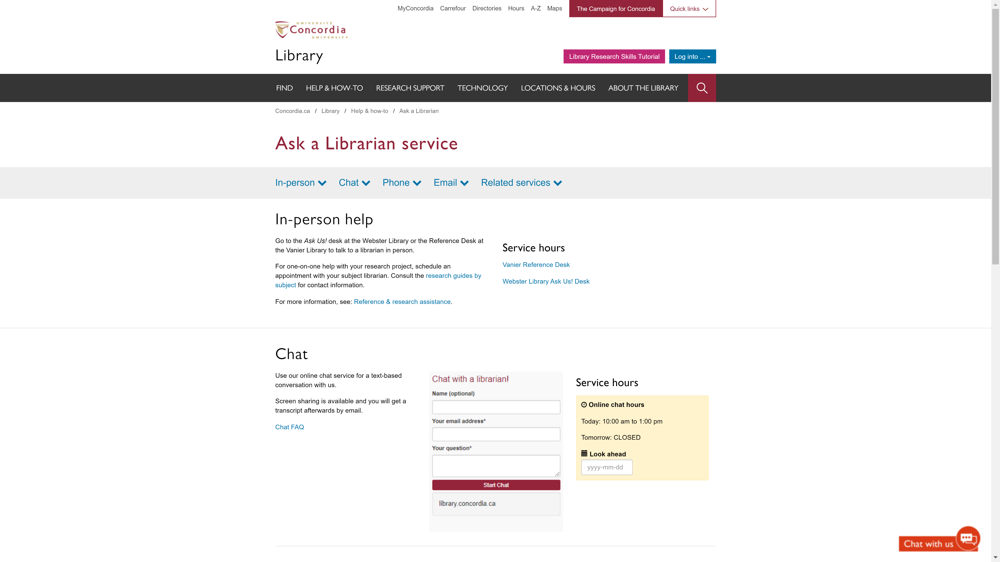 MyConcordia Carrefour Directories Hours A-Z Maps The Campaign for Concordia Quick links
UNIVERSITÉ
Concordia
UNIVERSITY
Library
Library Research Skills Tutorial Log into ...
FIND HELP & HOW-TO RESEARCH SUPPORT TECHNOLOGY LOCATIONS & HOURS ABOUT THE LIBRARY
Concordia.ca / Library / Help & how-to / Ask a Librarian
Ask a Librarian service
In-person Chat Phone Email Related services
In-person help
Go to the Ask Us! desk at the Webster Library or the Reference Desk at
the Vanier Library to talk to a librarian in person.
For one-on-one help with your research project, schedule an
appointment with your subject librarian. Consult the research guides by
subject for contact information.
For more information, see: Reference & research assistance.
Service hours
Vanier Reference Desk
Webster Library Ask Us! Desk
Chat
Use our online chat service for a text-based
conversation with us.
Screen sharing is available and you will get a
transcript afterwards by email.
Chat FAQ
Chat with a librarian!
Name (optional)
Your email address*
Your question*
Start Chat
library.concordia.ca
Service hours
Online chat hours
Today: 10:00 am to 1:00 pm
Tomorrow: CLOSED
Look ahead
yyyy-mm-dd
Chat with us